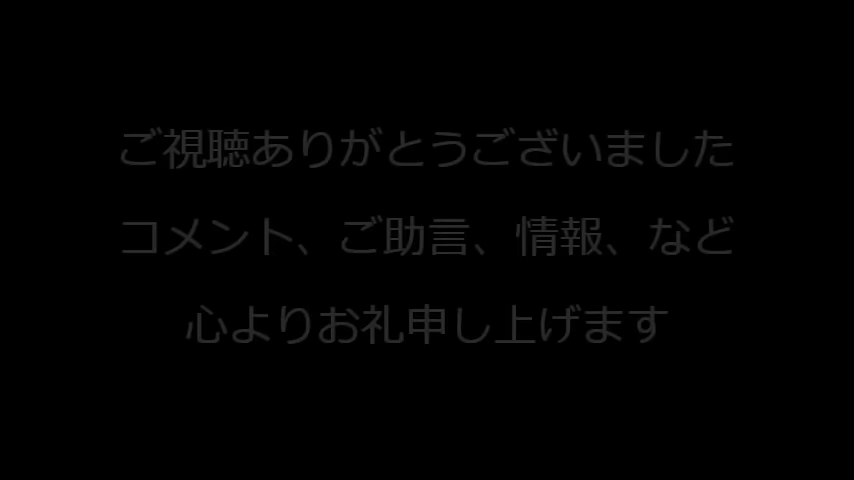 ご視聴ありがとうございました
コメント、ご助言、情報、など
心よりお礼申し上げます